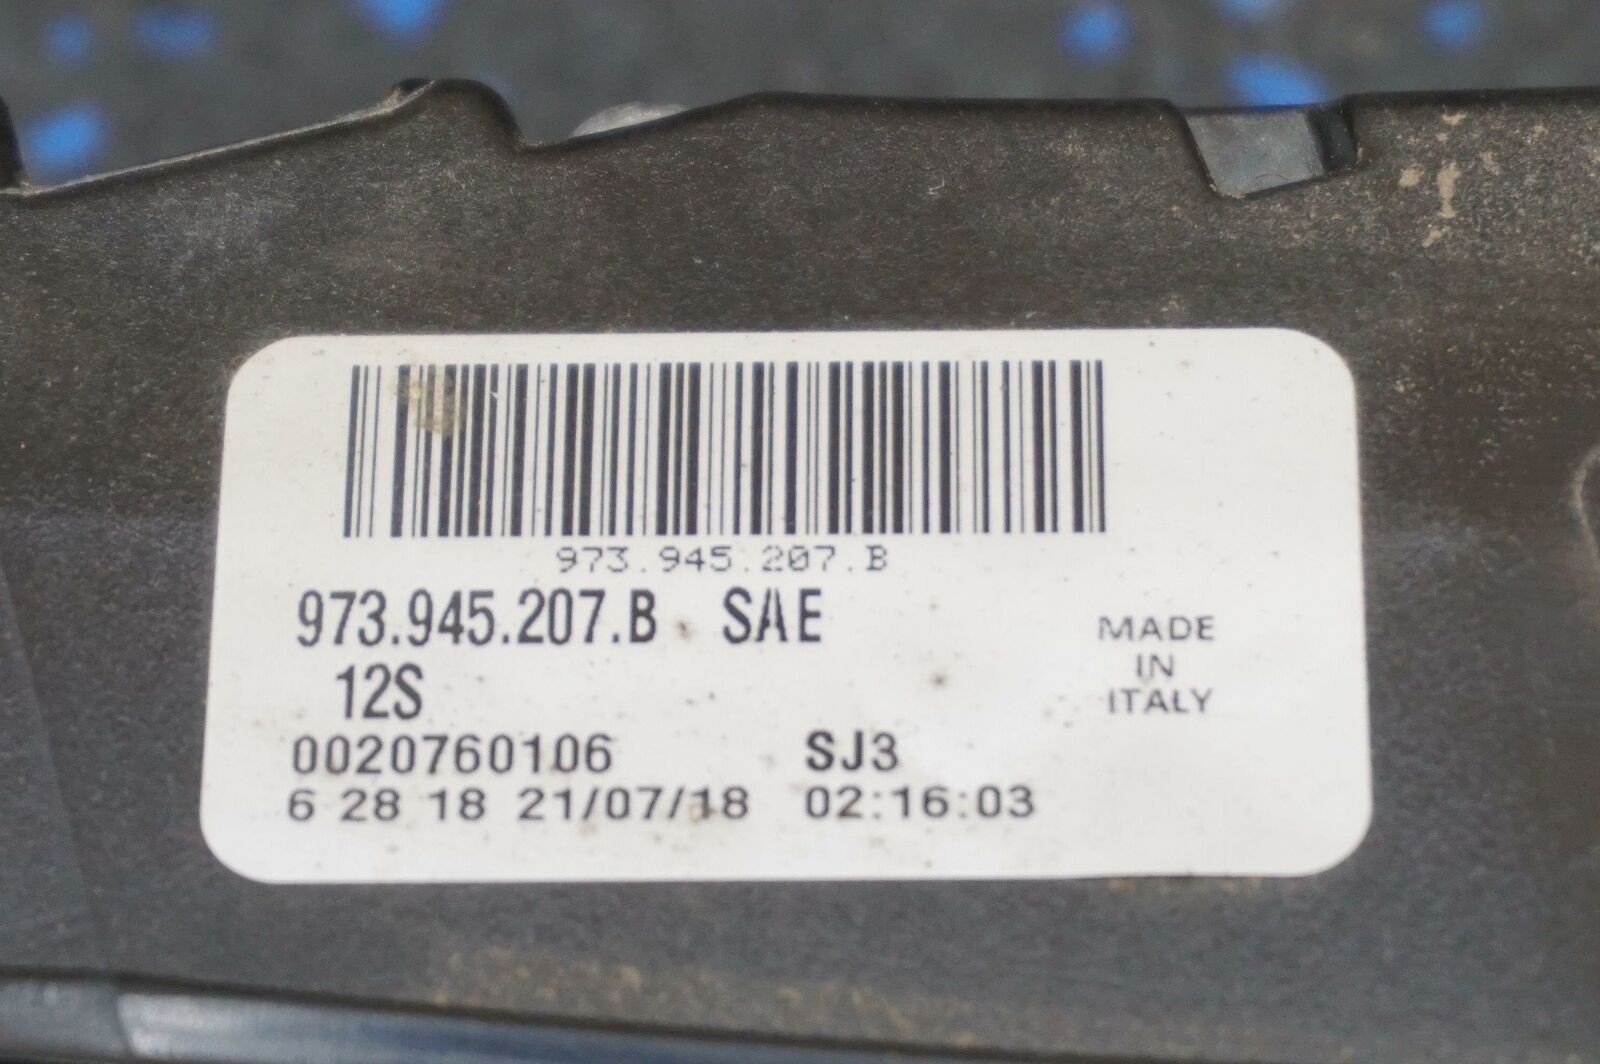 973.945.207.B
973.945.207.B SAE
12S
MADE
IN
ITALY
0020760106 SJ3
6 28 18 21/07/18 02:16:03